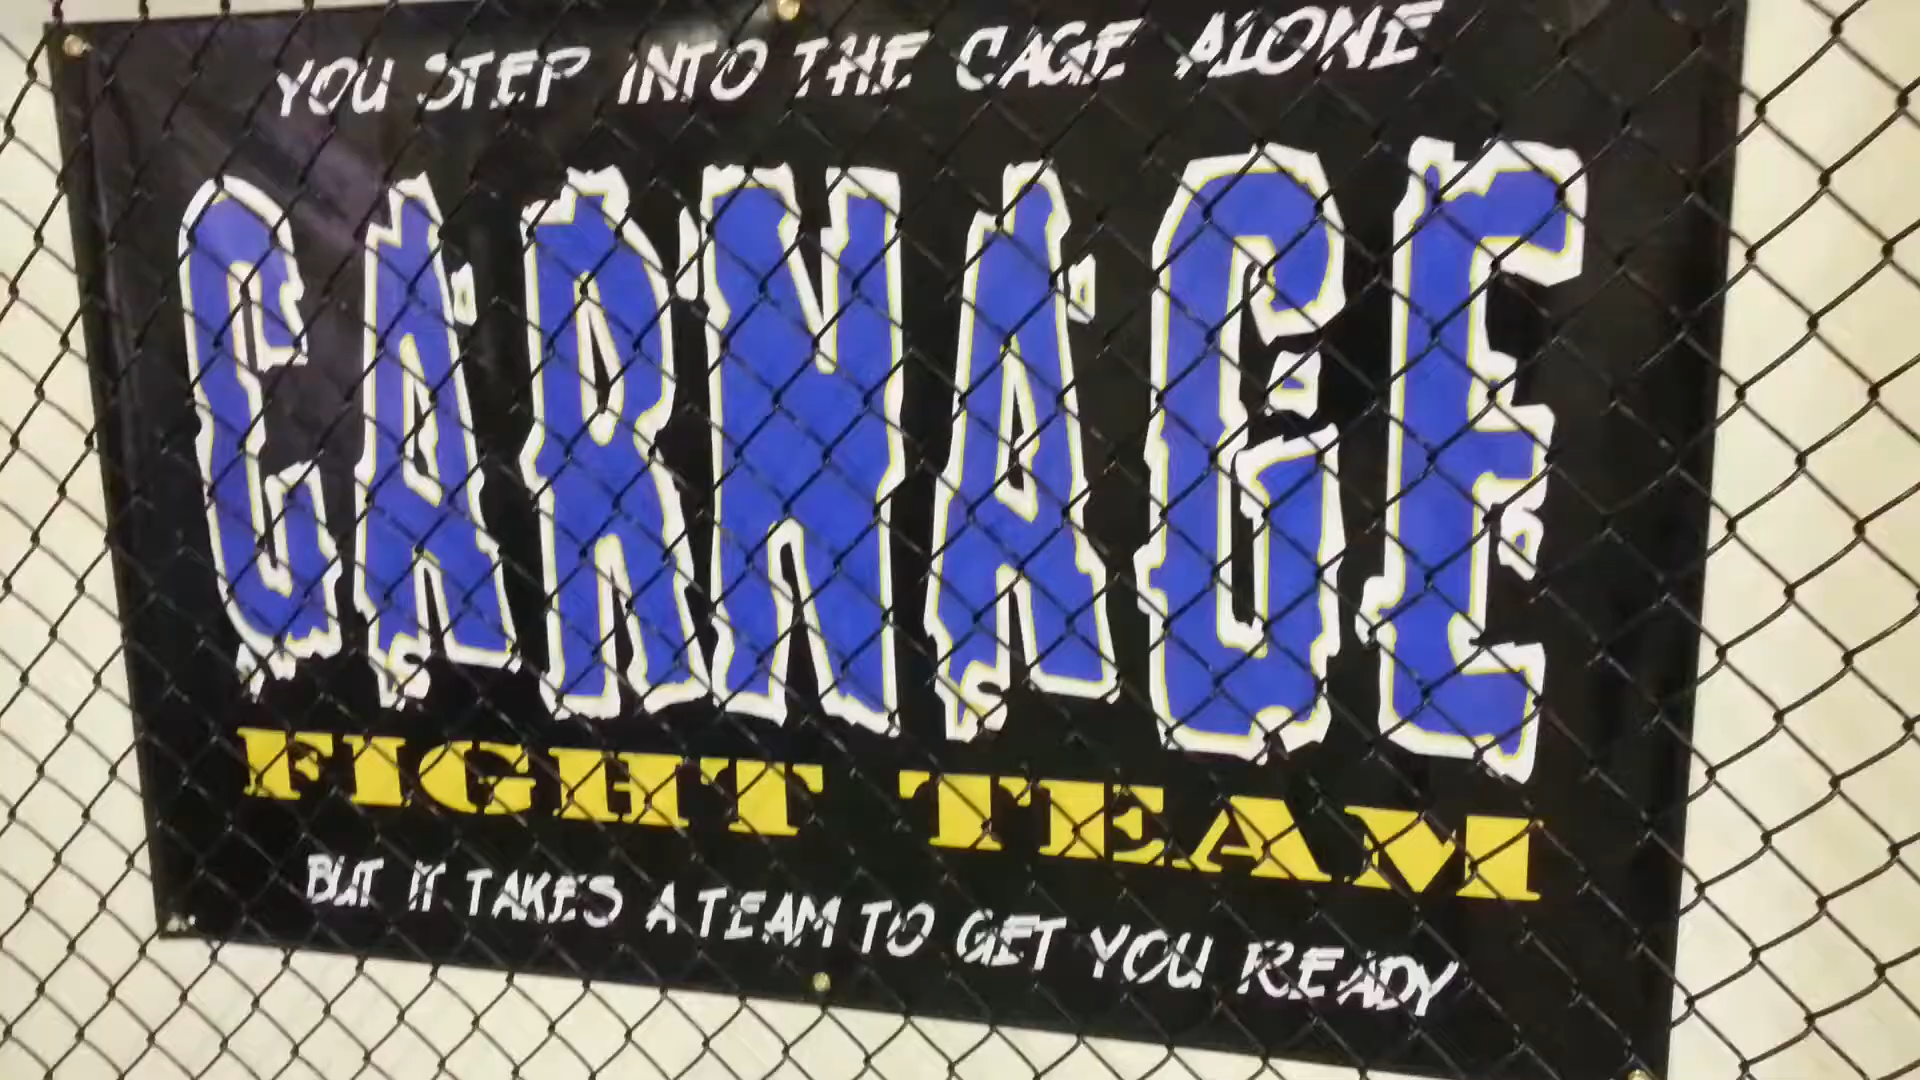 YOU STEP INTO THE CAGE ALONE
CARNAGE
FIGHT TEAM
BUT IT TAKES A TEAM TO GET YOU READY